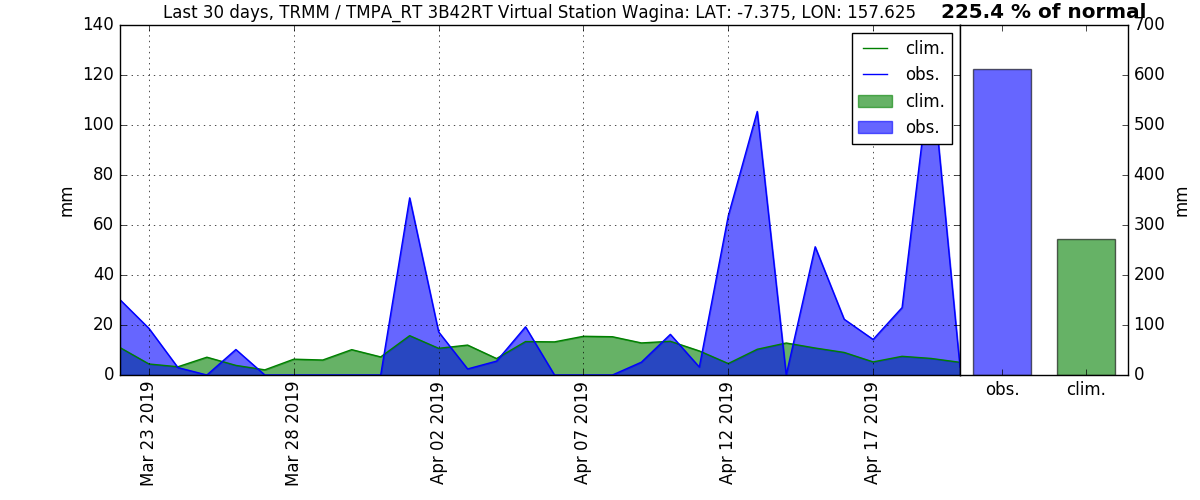 Last 30 days, TRMM / TMPA_RT 3B42RT Virtual Station Wagina: LAT: -7.375, LON: 157.625
225.4 % of normal
140
120
100
80
60
40
20
0
mm
clim.
obs.
clim.
obs.
700
600
500
400
300
200
100
0
mm
Mar 23 2019
Mar 28 2019
Apr 02 2019
Apr 07 2019
Apr 12 2019
Apr 17 2019
obs.
clim.